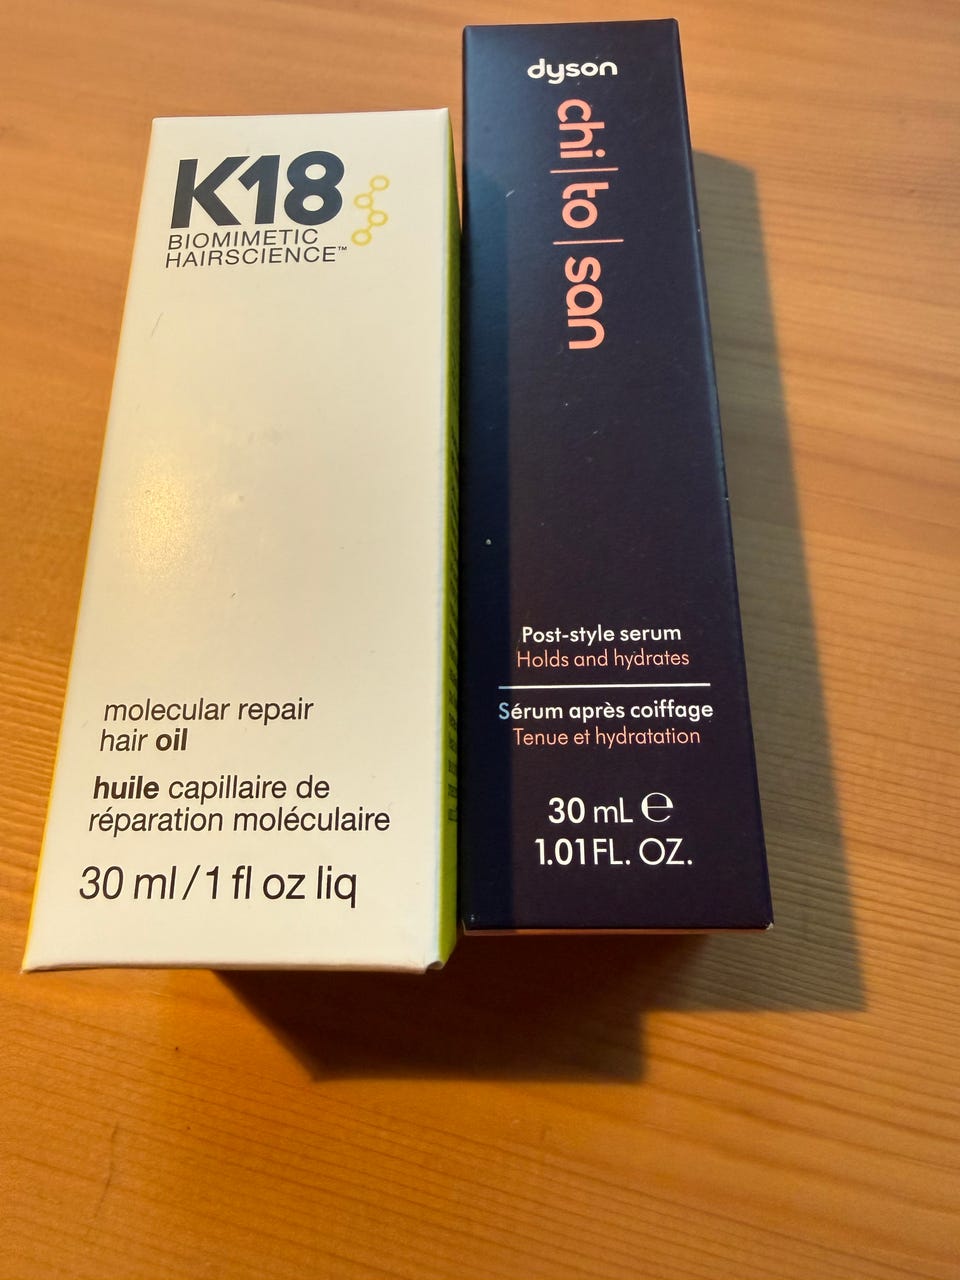 K18
BIOMIMETIC
HAIRSCIENCE™
molecular repair
hair oil
huile capillaire de
réparation moléculaire
30 ml/1 fl oz liq
dyson
chi|to|san
Post-style serum
Holds and hydrates
Sérum après coiffage
Tenue et hydratation
30 mL ℮
1.01 FL. OZ.